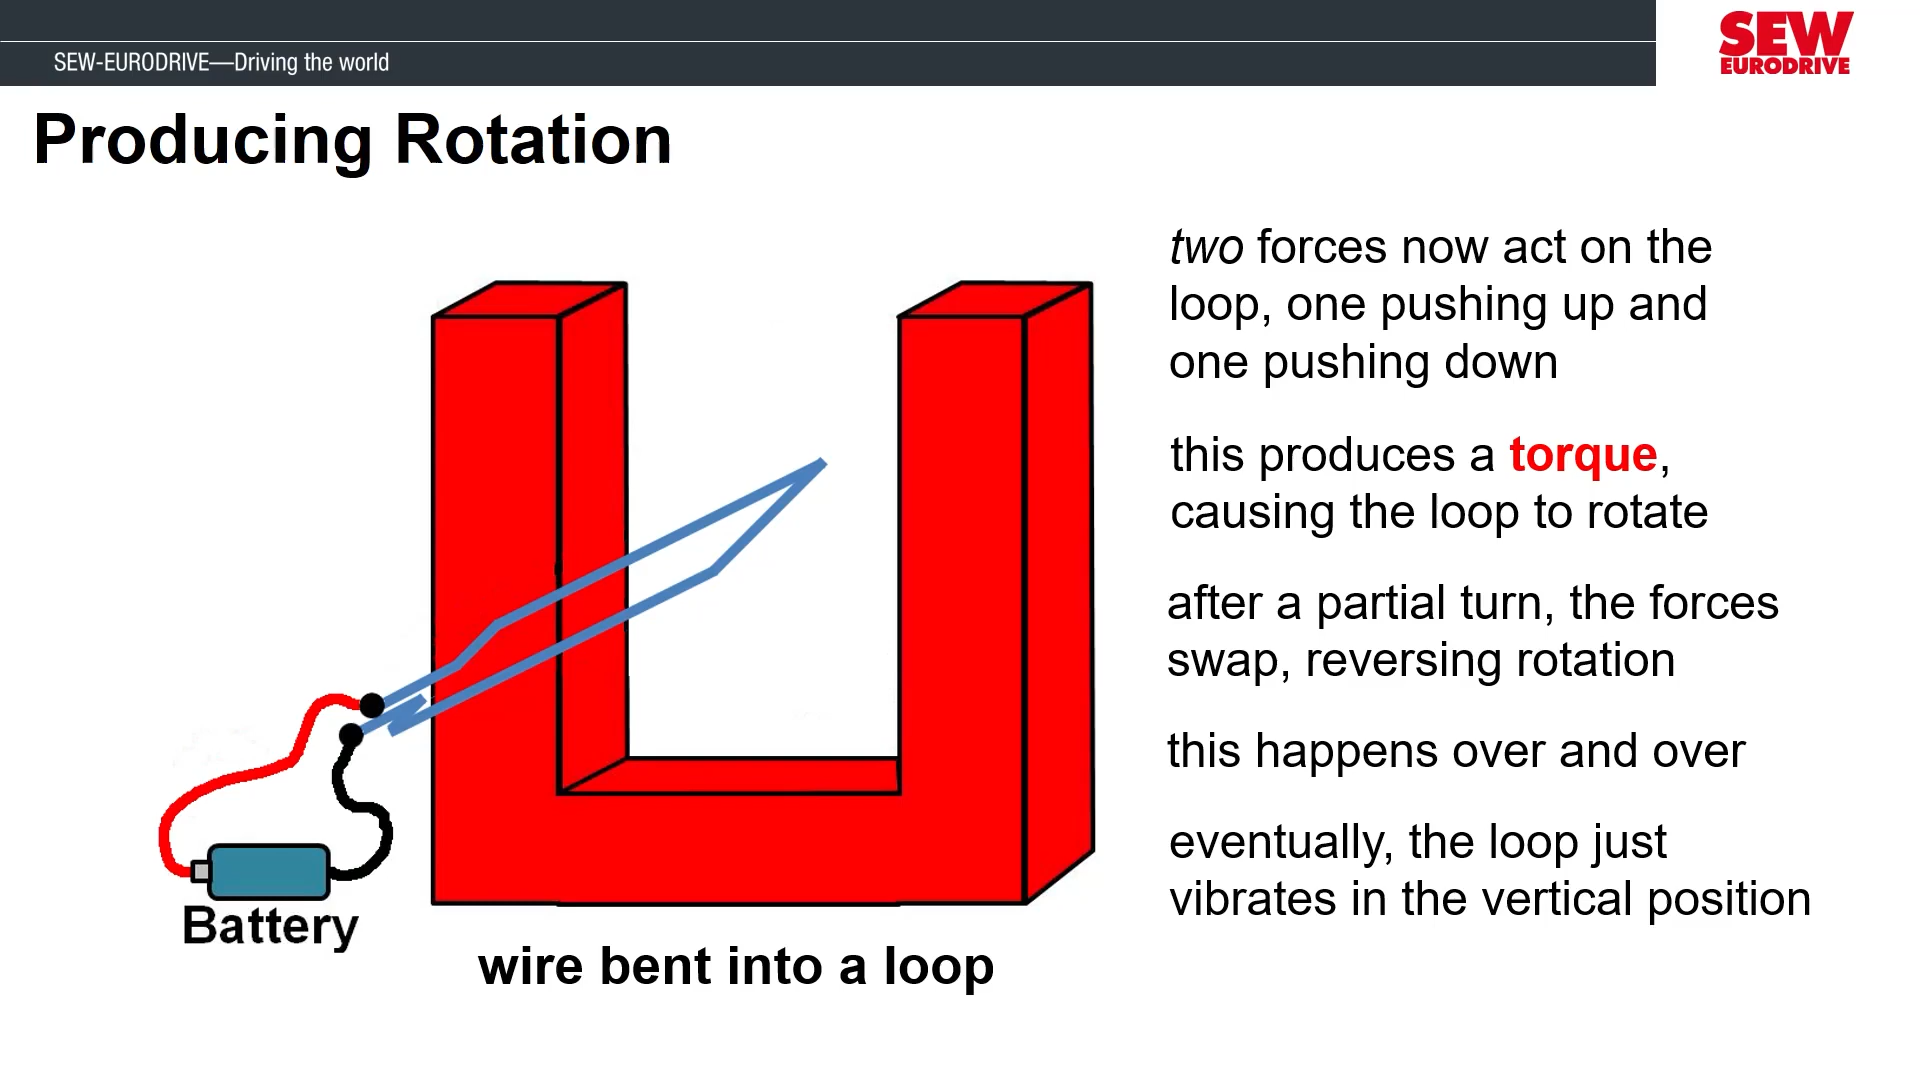 SEW-EURODRIVE—Driving the world
SEW
EURODRIVE
Producing Rotation
two forces now act on the
loop, one pushing up and
one pushing down
this produces a torque,
causing the loop to rotate
after a partial turn, the forces
swap, reversing rotation
this happens over and over
eventually, the loop just
vibrates in the vertical position
Battery
wire bent into a loop